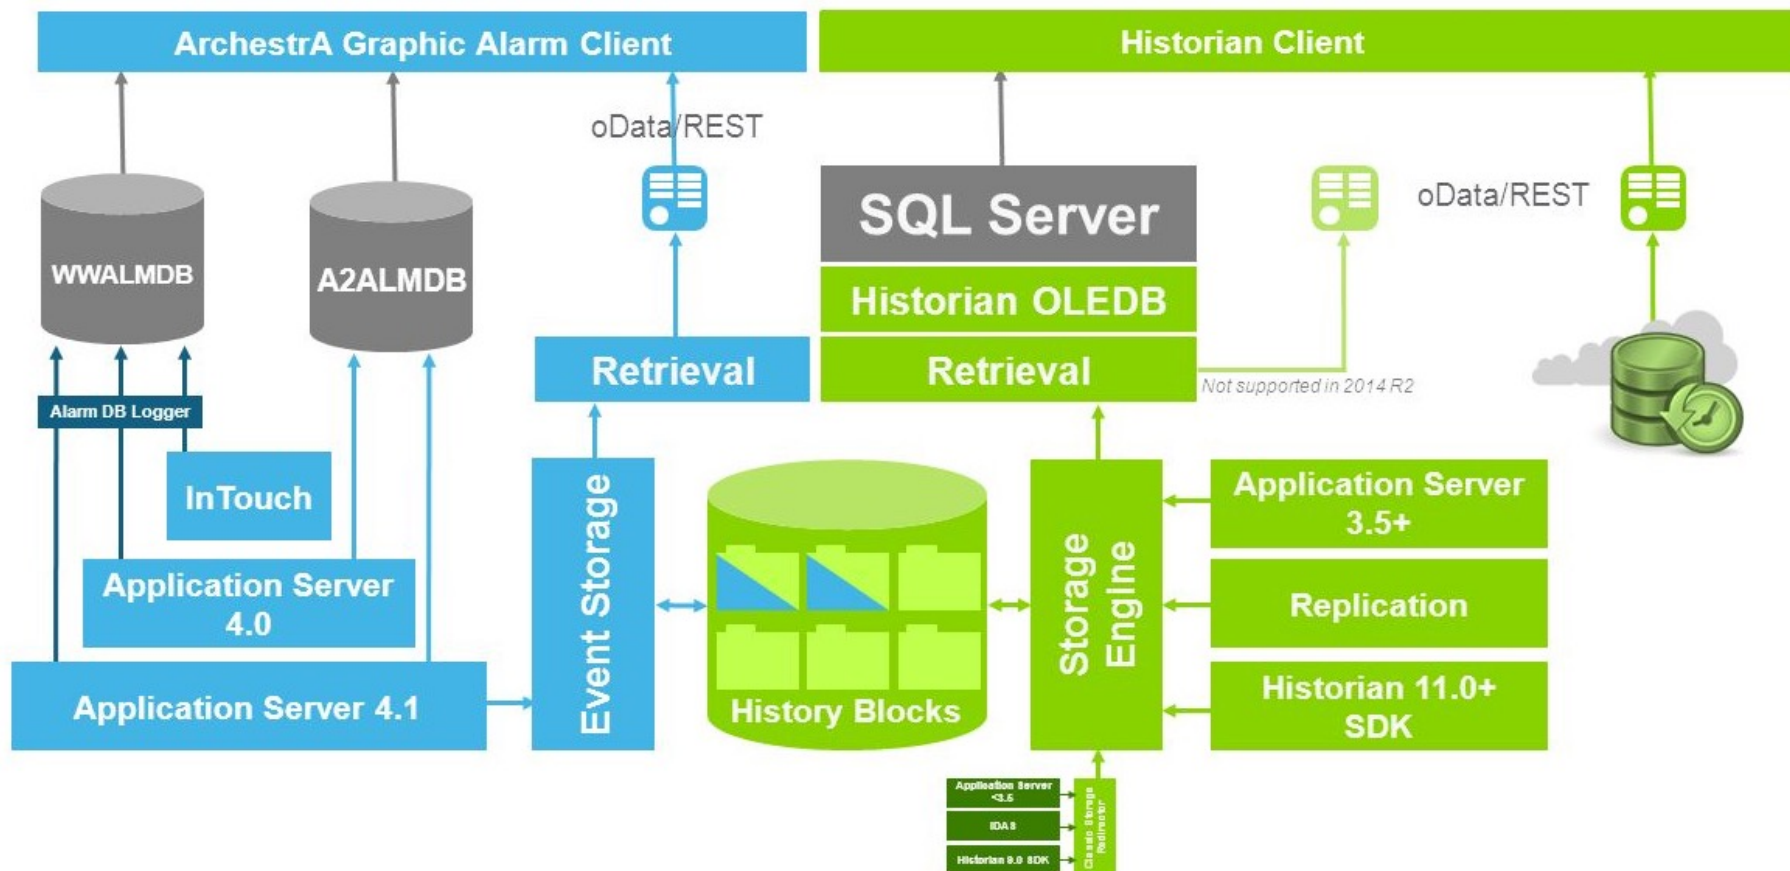 ArchestrA Graphic Alarm Client
Historian Client
oData/REST
oData/REST
WWALMDB
A2ALMDB
SQL Server
Historian OLEDB
Retrieval
Retrieval
Not supported in 2014 R2
Alarm DB Logger
InTouch
Application Server
4.0
Application Server 4.1
Event Storage
History Blocks
Storage
Engine
Application Server
3.5+
Replication
Historian 11.0+
SDK
Application Server
<3.5
IDAS
Historian 9.0 SDK
Classic Storage
Redirector